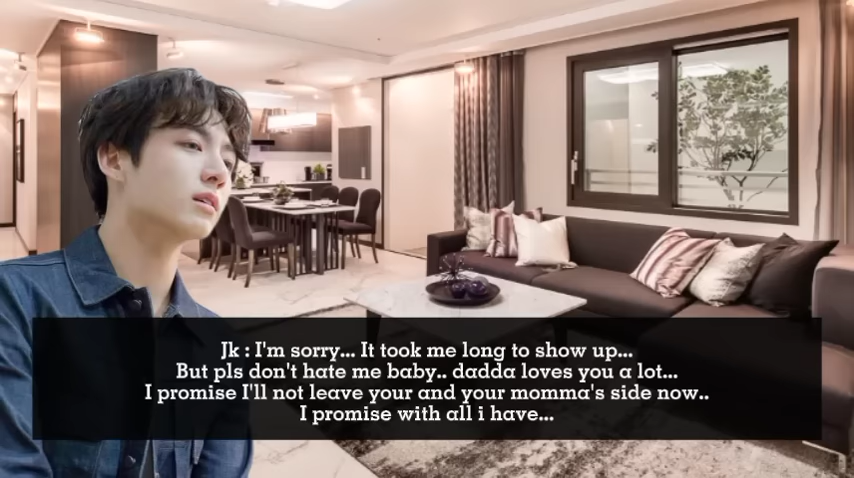 Jk : I'm sorry... It took me long to show up...
But pls don't hate me baby.. dadda loves you a lot...
I promise I'll not leave your and your momma's side now..
I promise with all i have...